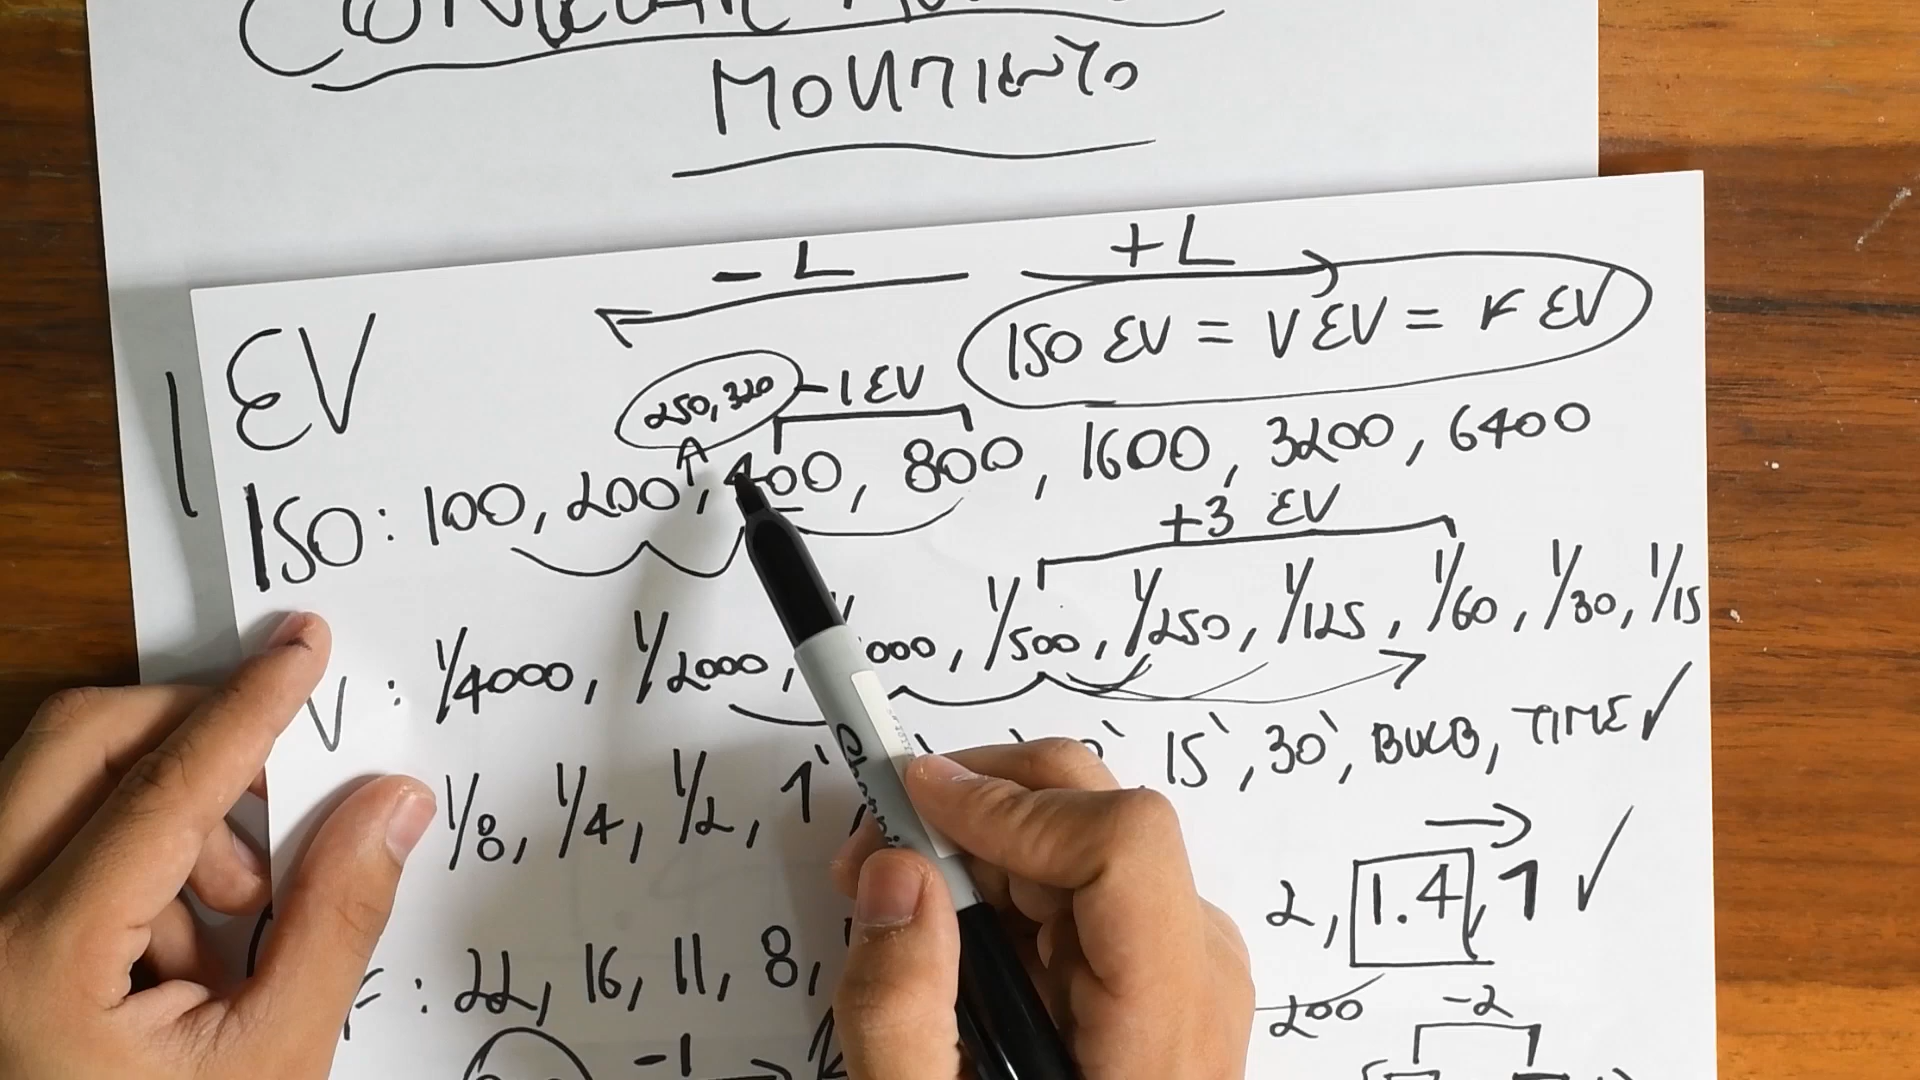 MOVIMIENTO
- L
+L
EV
ISO EV = V EV = F EV
250, 320
-1 EV
ISO: 100, 200, 400, 800, 1600, 3200, 6400
+3 EV
V : 1/4000, 1/2000, 1/500, 1/250, 1/125, 1/60, 1/30, 1/15
1/8, 1/4, 1/2, 1` 15`, 30`, BULB, TIME ✓
F : 22, 16, 11, 8, 2, 1.4, 1 ✓
200
-2
-1
Sharpie